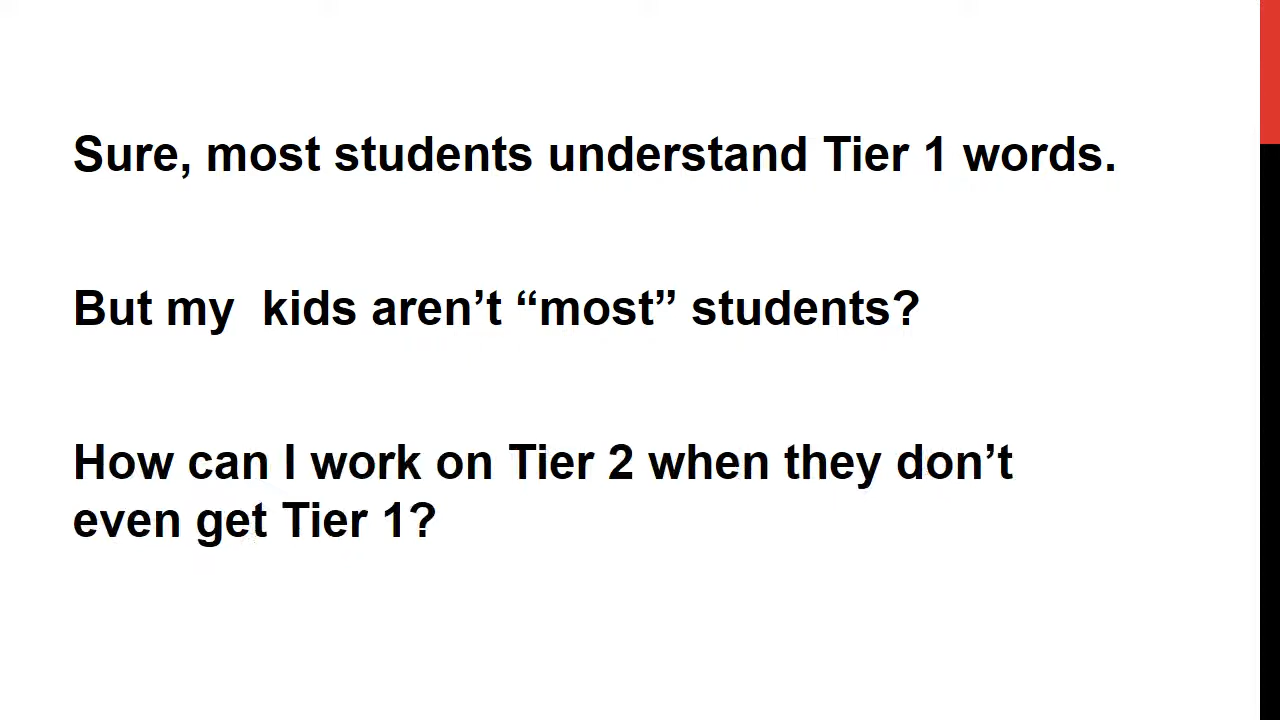 Sure, most students understand Tier 1 words.
But my  kids aren’t “most” students?
How can I work on Tier 2 when they don’t
even get Tier 1?